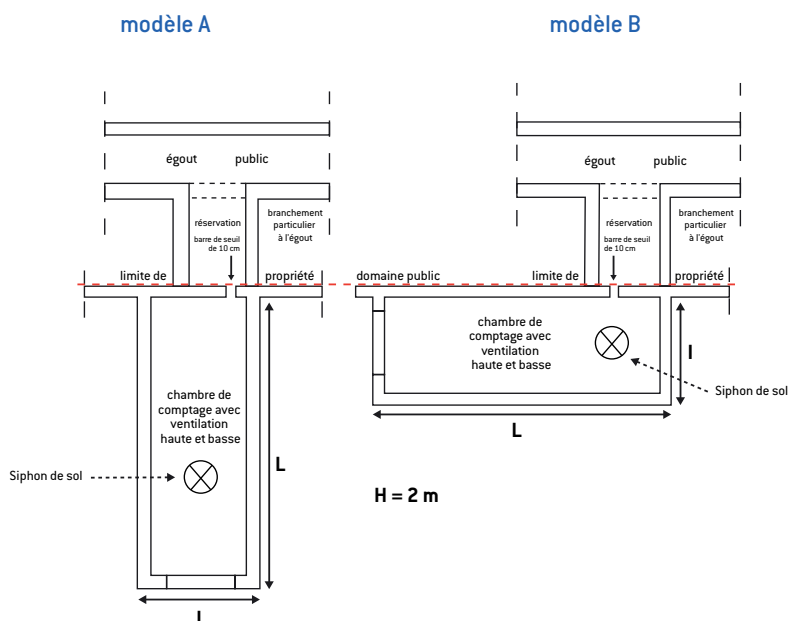 modèle A
égout public
réservation
barre de seuil
de 10 cm
branchement
particulier
à l'égout
limite de propriété
chambre de
comptage avec
ventilation
haute et basse
Siphon de sol
L
l
modèle B
égout public
réservation
barre de seuil
de 10 cm
branchement
particulier
à l'égout
domaine public limite de propriété
chambre de
comptage avec
ventilation
haute et basse
l
Siphon de sol
L
H = 2 m